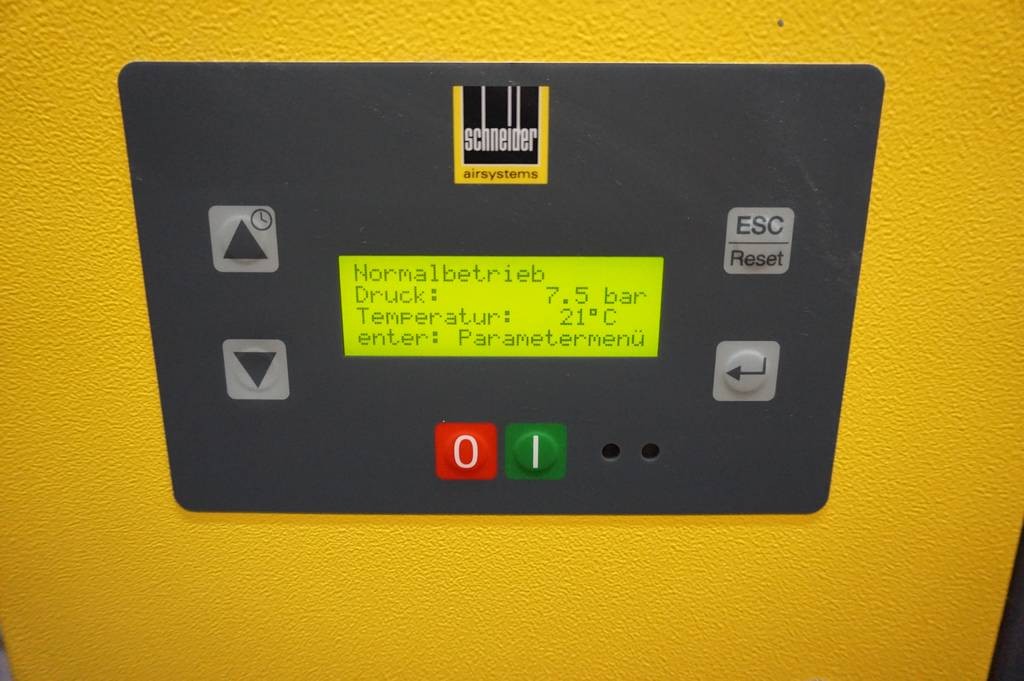 schneider
airsystems
ESC
Reset
Normalbetrieb
Druck: 7.5 bar
Temperatur: 21°C
enter: Parametermenü
0 I